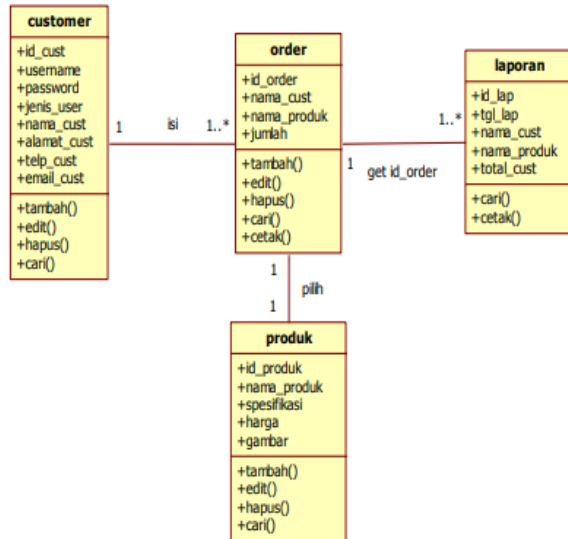 customer
+id_cust
+username
+password
+jenis_user
+nama_cust
+alamat_cust
+telp_cust
+email_cust
+tambah()
+edit()
+hapus()
+cari()
1
isi
1..*
order
+id_order
+nama_cust
+nama_produk
+jumlah
+tambah()
+edit()
+hapus()
+cari()
+cetak()
1
get id_order
1..*
laporan
+id_lap
+tgl_lap
+nama_cust
+nama_produk
+total_cust
+cari()
+cetak()
1
pilih
1
produk
+id_produk
+nama_produk
+spesifikasi
+harga
+gambar
+tambah()
+edit()
+hapus()
+cari()